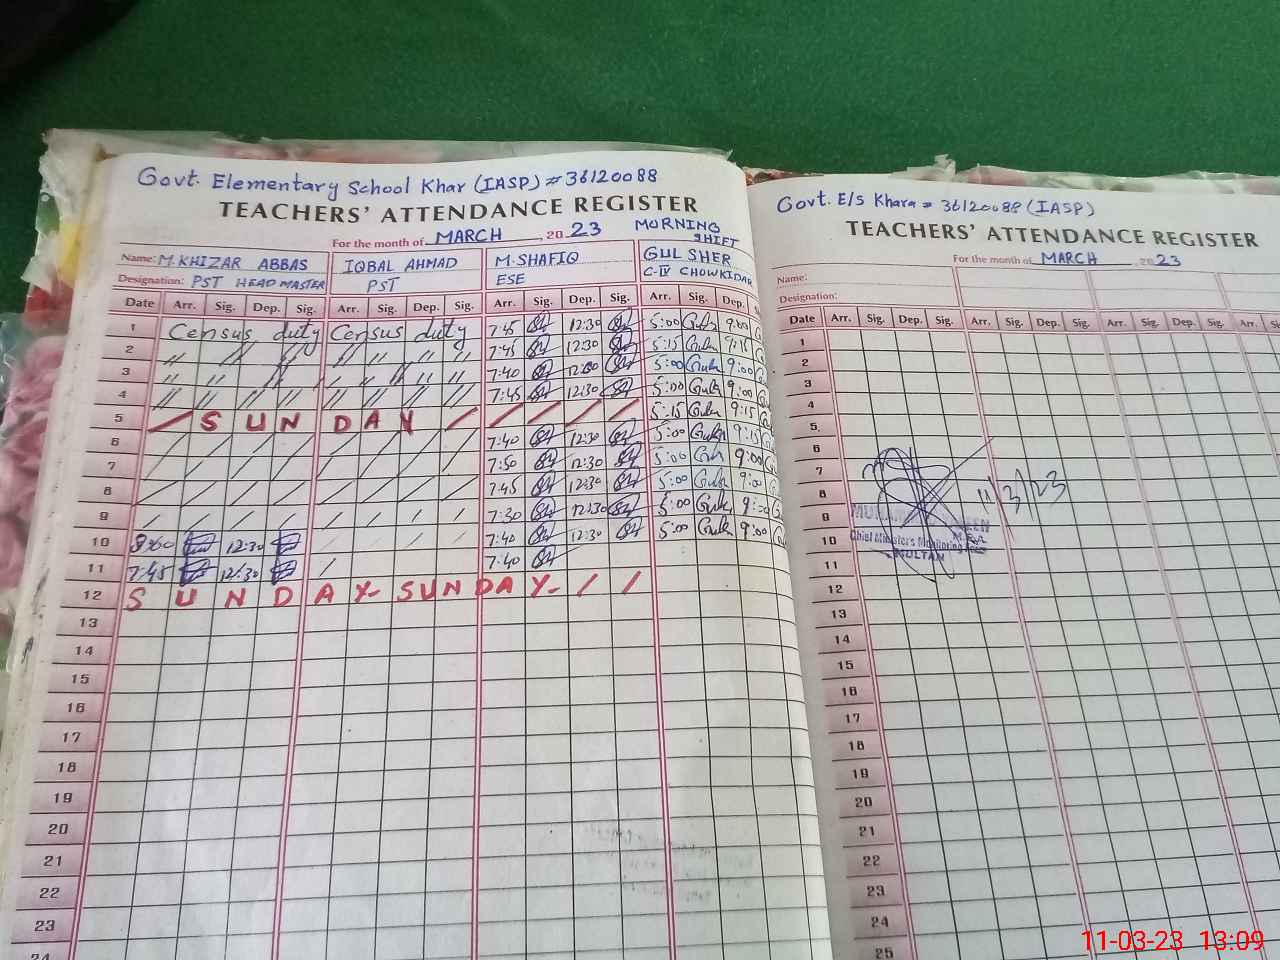 Govt. Elementary School Khar (IASP) # 36120088
TEACHERS' ATTENDANCE REGISTER
For the month of MARCH, 2023
MORNING SHIFT
Name: M. KHIZAR ABBAS IQBAL AHMAD M. SHAFIQ GUL SHER
Designation: PST HEAD MASTER PST ESE C-IV CHOWKIDAR
Date Arr. Sig. Dep. Sig. Arr. Sig. Dep. Sig. Arr. Sig. Dep. Sig. Arr. Sig. Dep.
1 Census duty Census duty 7:45 12:30 5:00 9:00
2 " " " " " " " " 7:45 12:30 5:15 9:15
3 " " " " " " " " 7:40 12:30 5:00 9:00
4 " " " " " " " " 7:45 12:30 5:00 9:00
5 / SUNDAY / / / / / 5:15 9:15
6 / / / / / / / / 7:40 12:30 5:00 9:15
7 / / / / / / / / 7:50 12:30 5:00 9:00
8 / / / / / / / / 7:45 12:30 5:00 9:00
9 / / / / / / / / 7:30 12:30 5:00 9:00
10 12:30 / / / / 7:40 12:30 5:00 9:00
11 7:45 12:30 / 7:40
12 SUNDAY - SUNDAY - / /
13
14
15
16
17
18
19
20
21
22
23
24
Govt. E/S Khara # 36120088 (IASP)
TEACHERS' ATTENDANCE REGISTER
For the month of MARCH 2023
Name:
Designation:
Date Arr. Sig. Dep. Sig. Arr. Sig. Dep. Sig. Arr. Sig. Dep. Sig. Arr.
1
2
3
4
5
6
7
8 11/3/23
9
10 Chief Minister's Monitoring Force
MULTAN
11
12
13
14
15
16
17
18
19
20
21
22
23
24
25
11-03-23 13:09